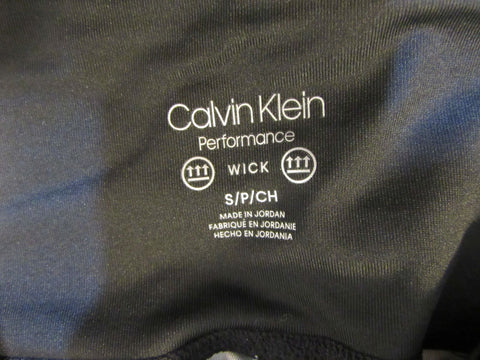 Calvin Klein
Performance
WICK
S/P/CH
MADE IN JORDAN
FABRIQUÉ EN JORDANIE
HECHO EN JORDANIA